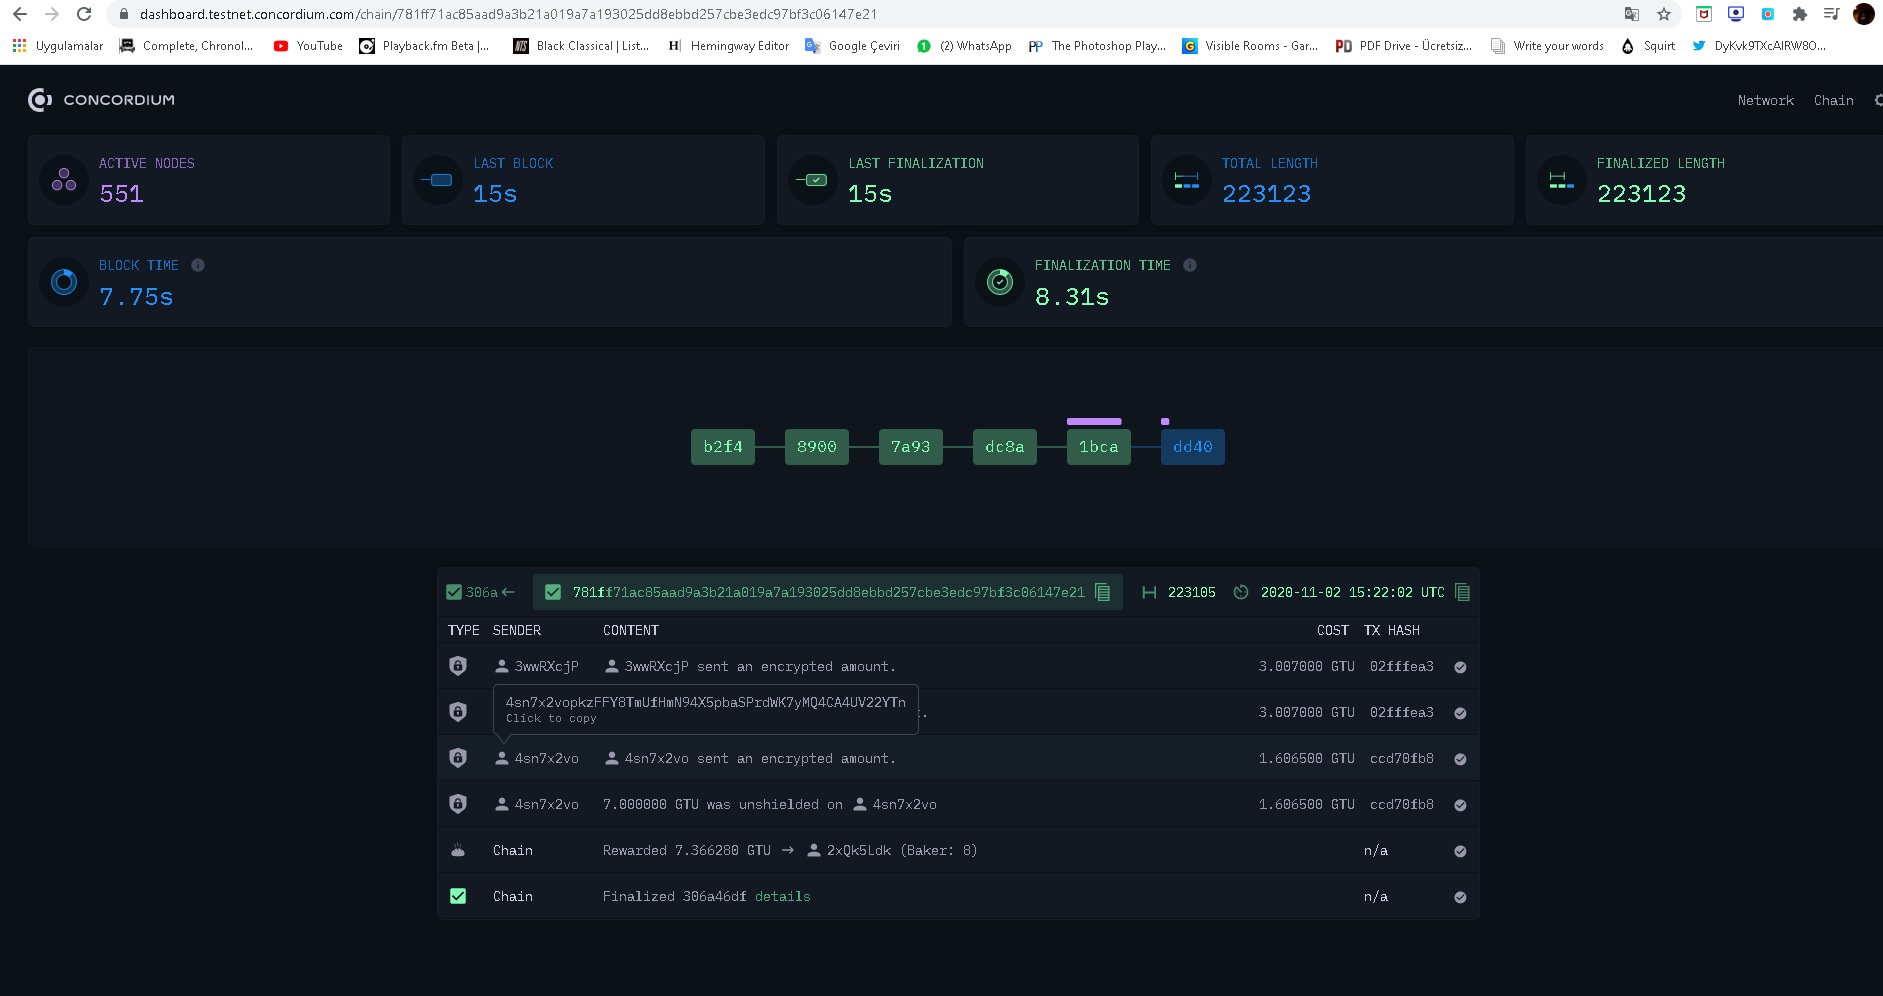 dashboard.testnet.concordium.com/chain/781ff71ac85aad9a3b21a019a7a193025dd8ebbd257cbe3edc97bf3c06147e21
Uygulamalar Complete, Chronol... YouTube Playback.fm Beta |... Black Classical | List... Hemingway Editor Google Çeviri (2) WhatsApp The Photoshop Play... Visible Rooms - Gar... PDF Drive - Ücretsiz... Write your words Squirt DyKvk9TXcAIRW8O...
CONCORDIUM
Network Chain
ACTIVE NODES
551
LAST BLOCK
15s
LAST FINALIZATION
15s
TOTAL LENGTH
223123
FINALIZED LENGTH
223123
BLOCK TIME
7.75s
FINALIZATION TIME
8.31s
b2f4 8900 7a93 dc8a 1bca dd40
306a 781ff71ac85aad9a3b21a019a7a193025dd8ebbd257cbe3edc97bf3c06147e21 223105 2020-11-02 15:22:02 UTC
TYPE SENDER CONTENT COST TX HASH
3wwRXcjP 3wwRXcjP sent an encrypted amount. 3.007000 GTU 02fffea3
4sn7x2vopkzFFY8TmUfHmN94X5pbaSPrdWK7yMQ4CA4UV22YTn
Click to copy
3.007000 GTU 02fffea3
4sn7x2vo 4sn7x2vo sent an encrypted amount. 1.606500 GTU ccd70fb8
4sn7x2vo 7.000000 GTU was unshielded on 4sn7x2vo 1.606500 GTU ccd70fb8
Chain Rewarded 7.366280 GTU → 2xQk5Ldk (Baker: 8) n/a
Chain Finalized 306a46df details n/a